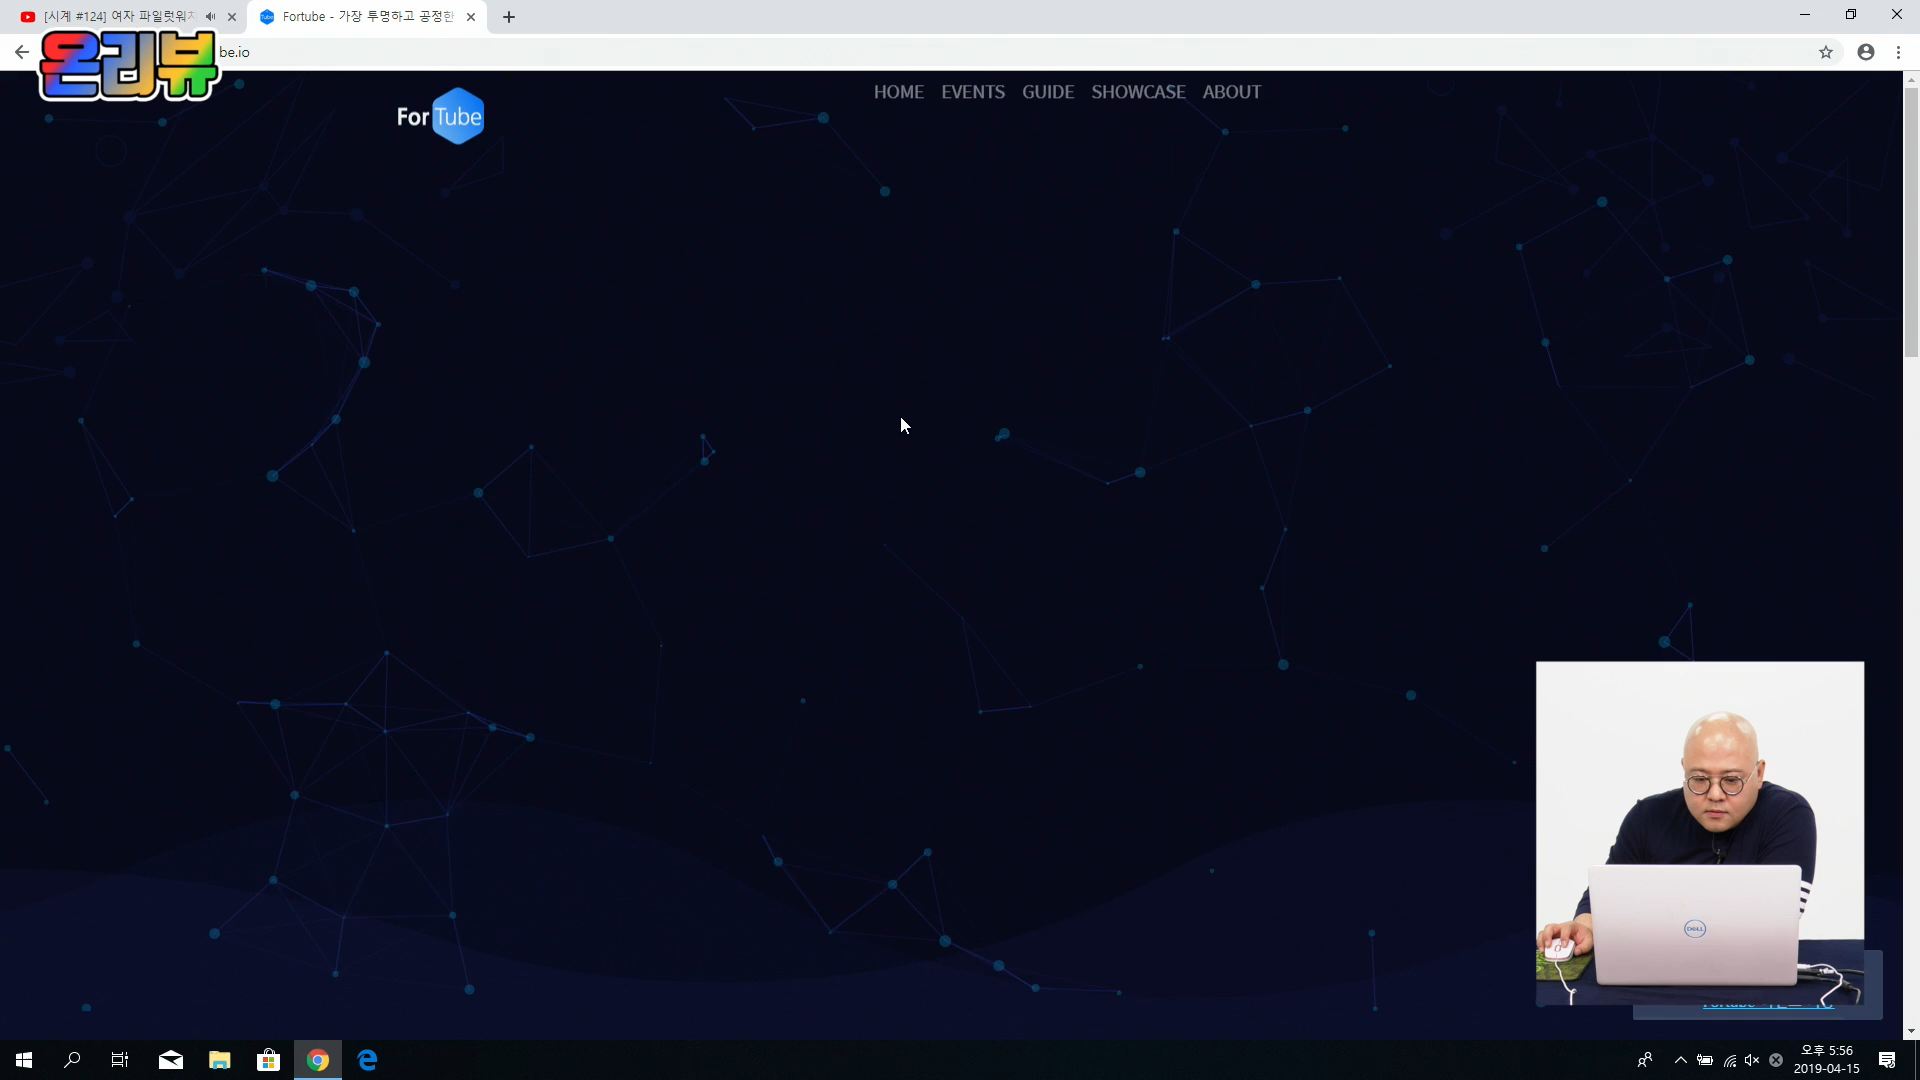 [시계 #124] 여자 파일럿워치
Fortube - 가장 투명하고 공정한
온리뷰
be.io
HOME EVENTS GUIDE SHOWCASE ABOUT
For Tube
DELL
오후 5:56
2019-04-15